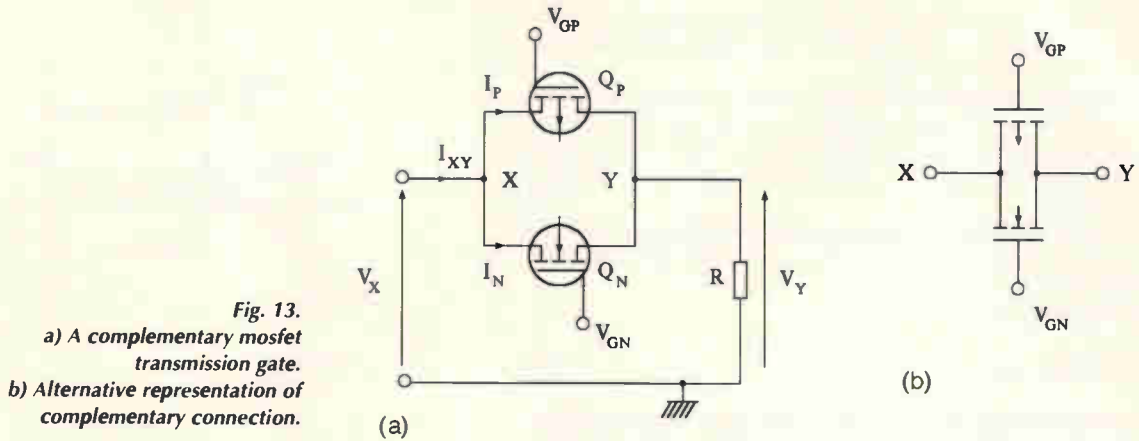 V_GP
Q_P
I_P
I_XY
X
Y
I_N
Q_N
R
V_X
V_Y
V_GN
(a)
V_GP
X
Y
V_GN
(b)
Fig. 13.
a) A complementary mosfet
transmission gate.
b) Alternative representation of
complementary connection.